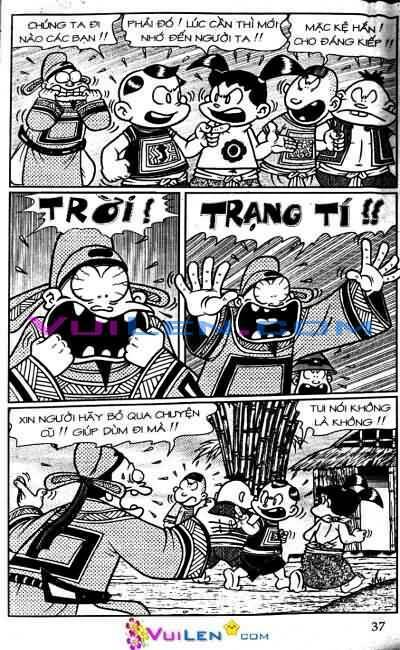 CHÚNG TA ĐI
NÀO CÁC BẠN !!
PHẢI ĐÓ ! LÚC CẦN THÌ MỚI
NHỚ ĐẾN NGƯỜI TA !!
MẶC KỆ HẮN !
CHO ĐÁNG KIẾP !!
TRỜI !
TRẠNG TÍ !!
VUILEN.COM
XIN NGƯỜI HÃY BỎ QUA CHUYỆN
CŨ !! GIÚP DÙM ĐI MÀ !!
TUI NÓI KHÔNG
LÀ KHÔNG !!
37
VUILEN.COM